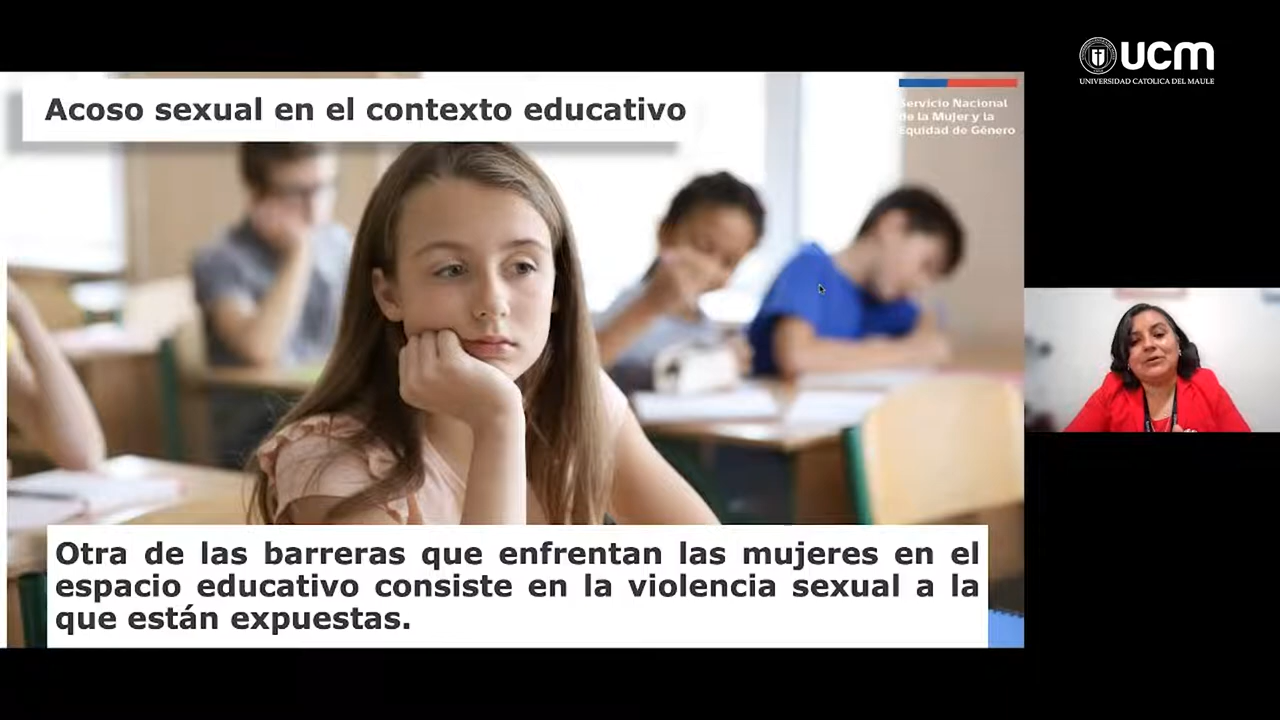 ucm
UNIVERSIDAD CATOLICA DEL MAULE
Acoso sexual en el contexto educativo
Servicio Nacional
de la Mujer y la
Equidad de Género
Otra de las barreras que enfrentan las mujeres en el
espacio educativo consiste en la violencia sexual a la
que están expuestas.